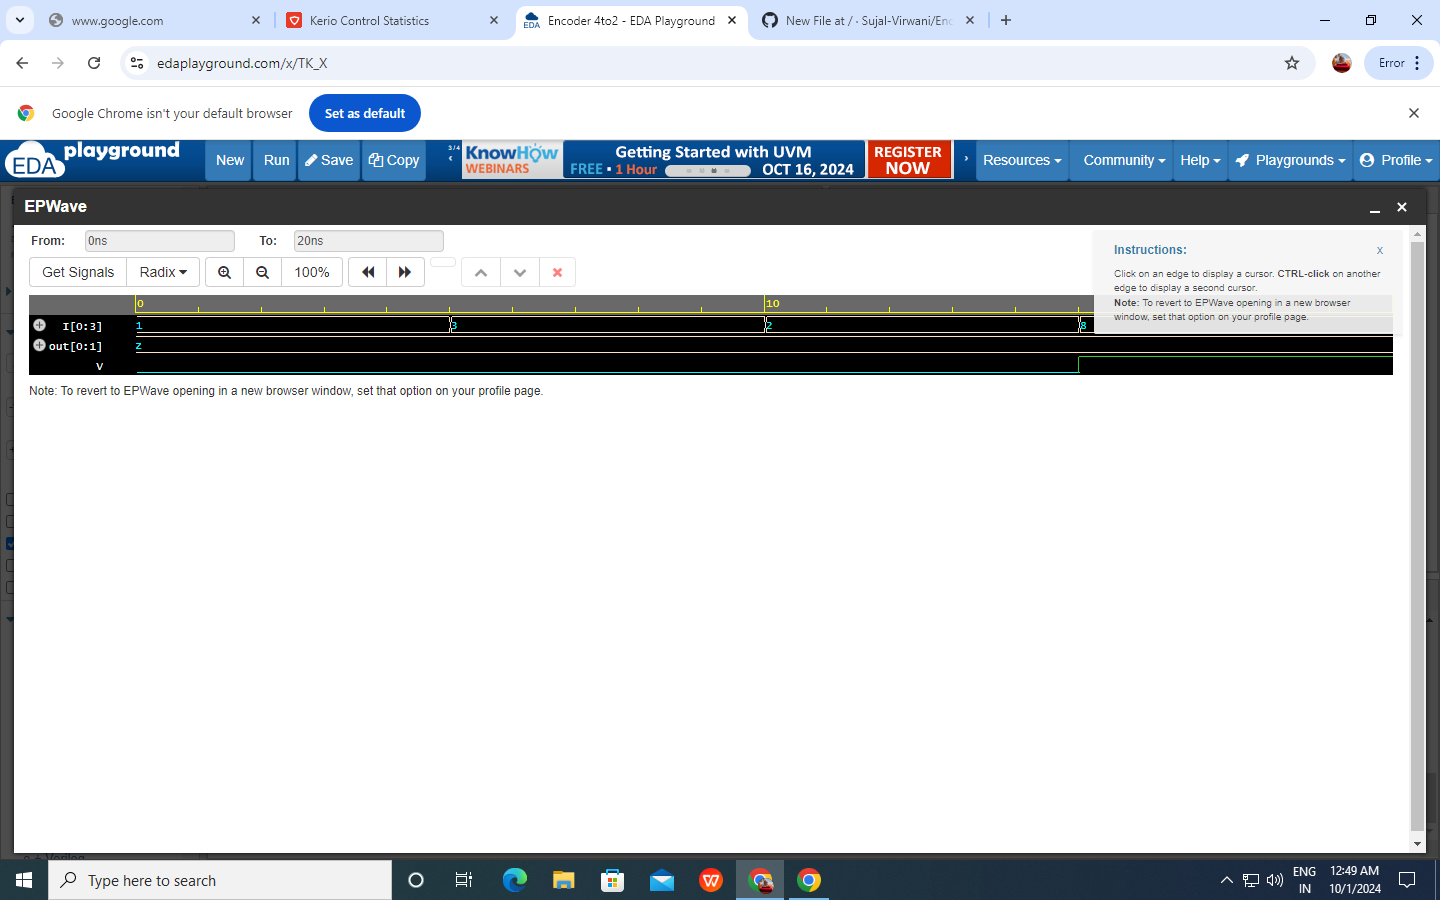 www.google.com
Kerio Control Statistics
EDA
Encoder 4to2 - EDA Playground
New File at / · Sujal-Virwani/Enc
edaplayground.com/x/TK_X
Error
Google Chrome isn't your default browser
Set as default
EDA playground
New
Run
Save
Copy
3/4
KnowHow
WEBINARS
Getting Started with UVM
FREE • 1 Hour
OCT 16, 2024
REGISTER
NOW
Resources
Community
Help
Playgrounds
Profile
EPWave
From:
0ns
To:
20ns
Get Signals
Radix
100%
Instructions:
x
Click on an edge to display a cursor. CTRL-click on another
edge to display a second cursor.
Note: To revert to EPWave opening in a new browser
window, set that option on your profile page.
0
10
I[0:3]
1
3
2
8
out[0:1]
z
V
Note: To revert to EPWave opening in a new browser window, set that option on your profile page.
Type here to search
ENG
IN
12:49 AM
10/1/2024